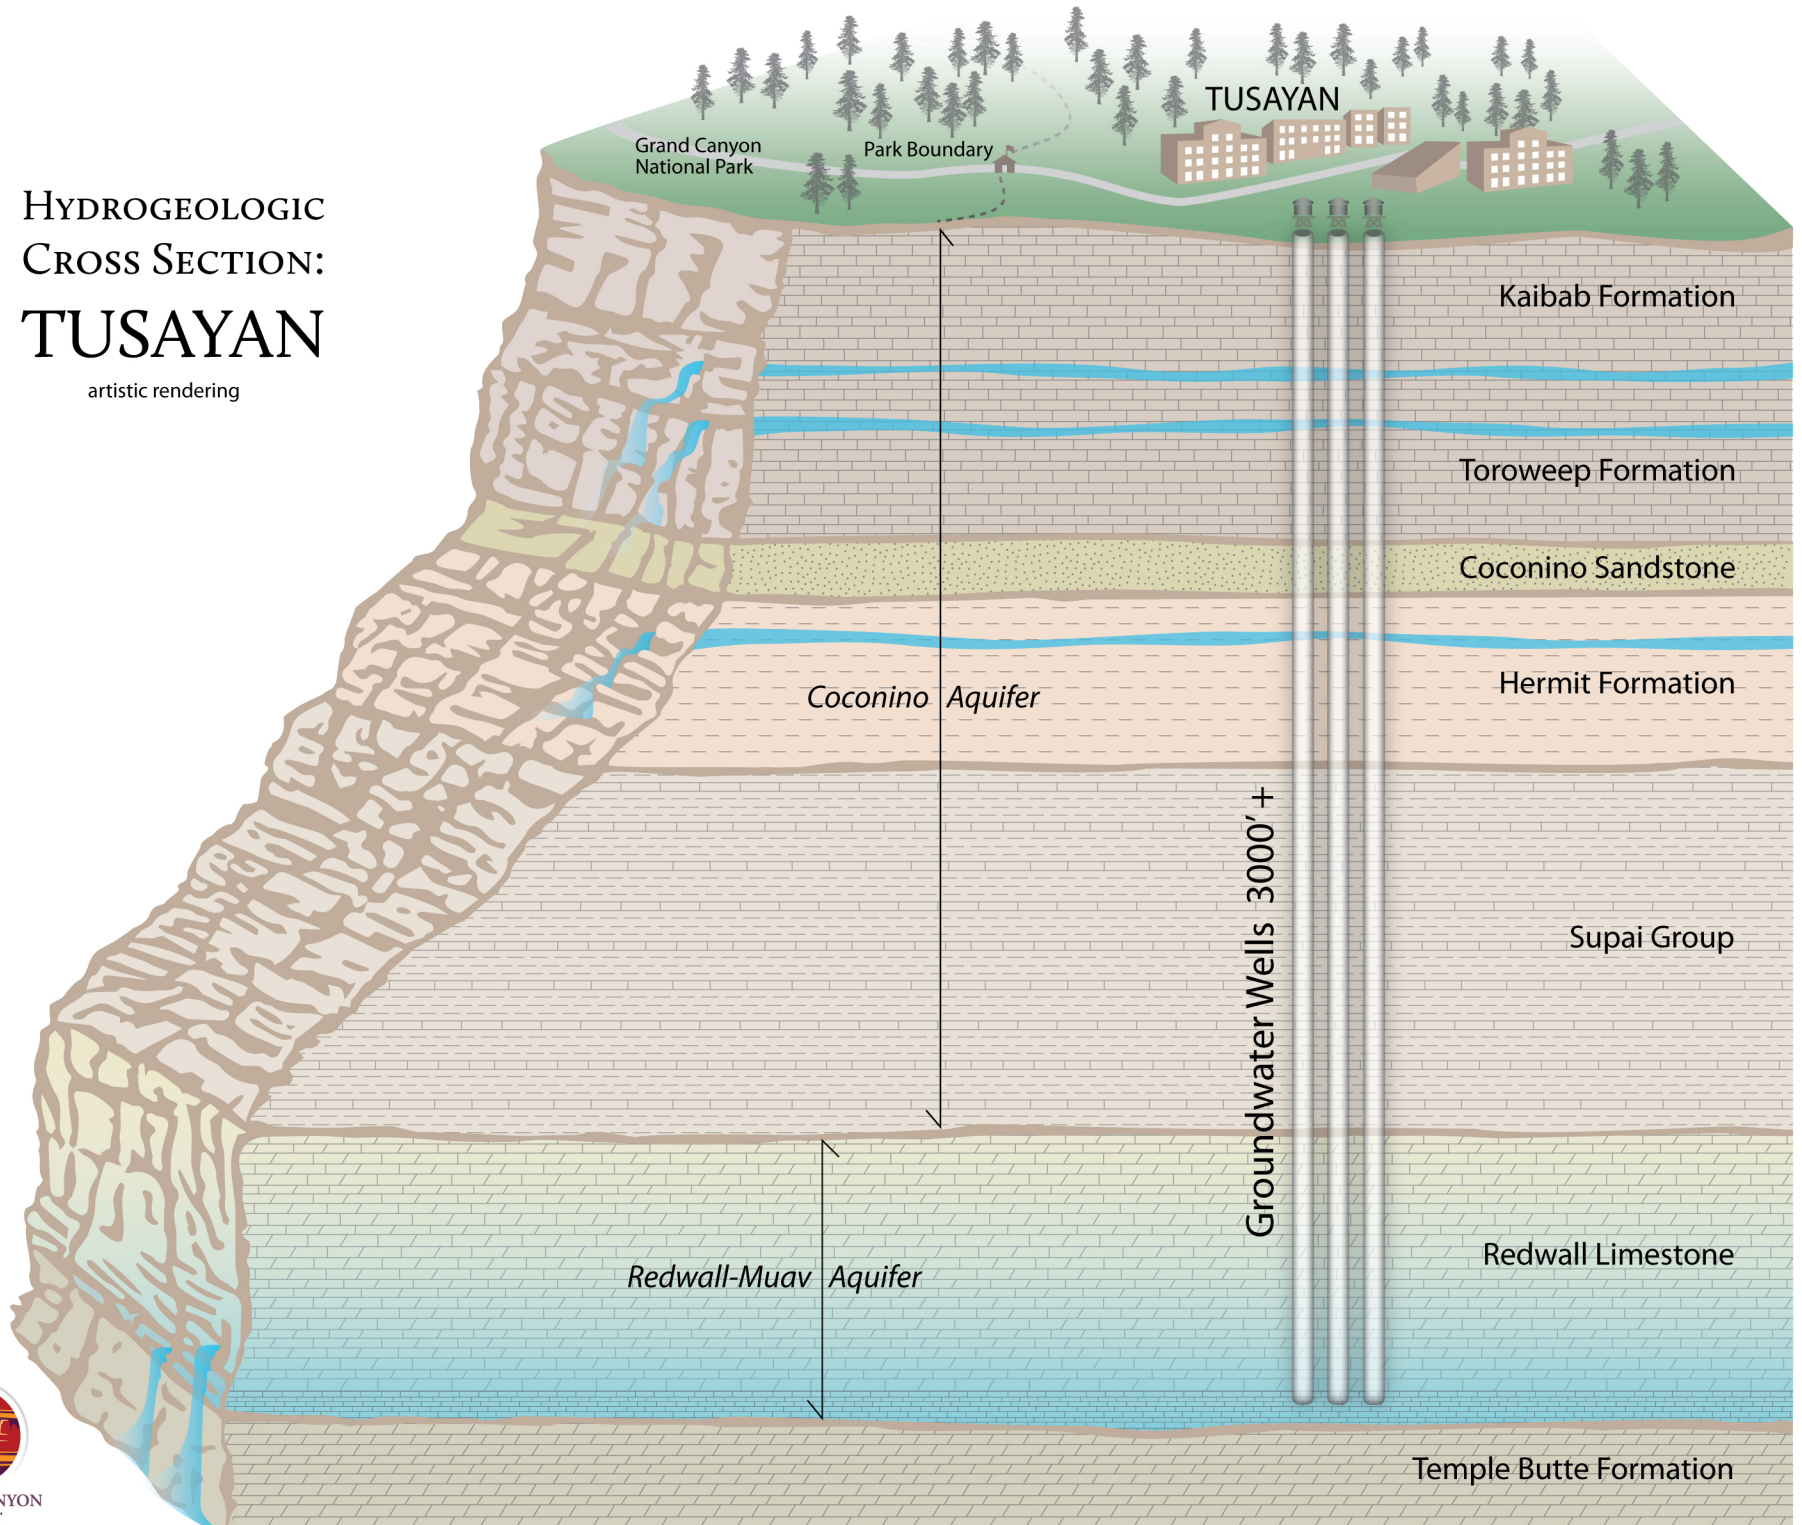 HYDROGEOLOGIC
CROSS SECTION:
TUSAYAN
artistic rendering
TUSAYAN
Grand Canyon
National Park
Park Boundary
Kaibab Formation
Toroweep Formation
Coconino Sandstone
Hermit Formation
Coconino Aquifer
Groundwater Wells 3000’ +
Supai Group
Redwall Limestone
Redwall-Muav Aquifer
Temple Butte Formation
NYON